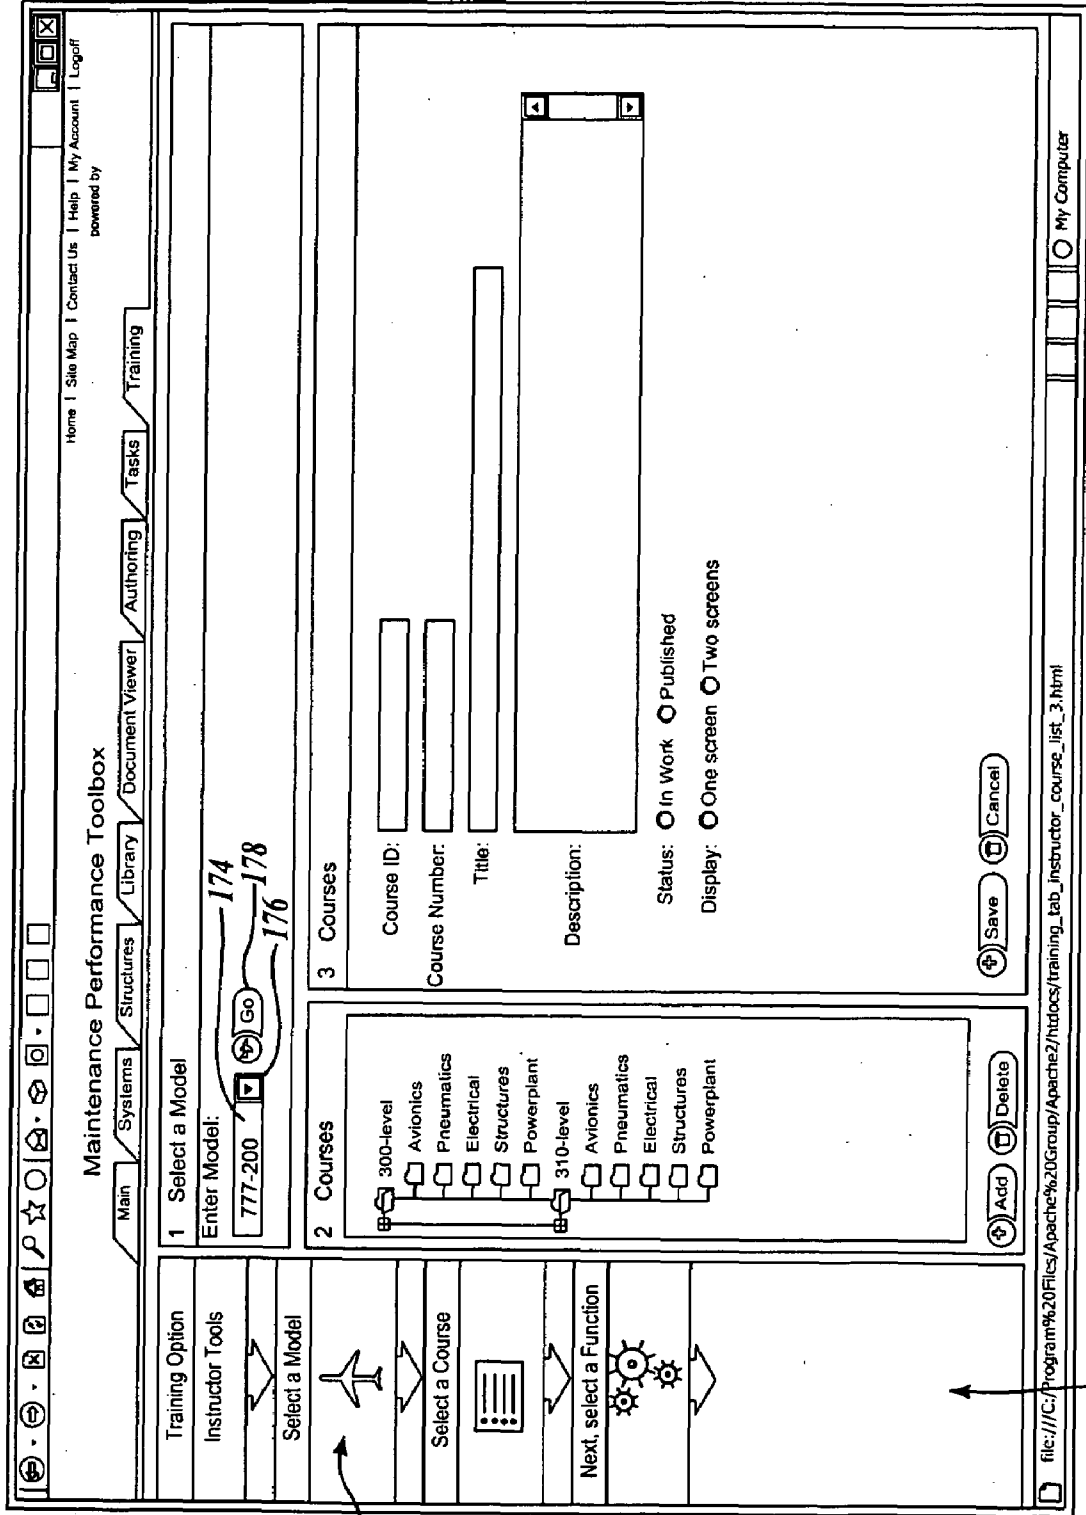 Home | Site Map | Contact Us | Help | My Account | Logoff
powered by
Maintenance Performance Toolbox
Main
Systems
Structures
Library
Document Viewer
Authoring
Tasks
Training
Training Option
Instructor Tools
Select a Model
Select a Course
Next, select a Function
1 Select a Model
Enter Model:
777-200
Go
174
178
176
2 Courses
300-level
Avionics
Pneumatics
Electrical
Structures
Powerplant
310-level
Avionics
Pneumatics
Electrical
Structures
Powerplant
Add
Delete
3 Courses
Course ID:
Course Number:
Title:
Description:
Status: In Work Published
Display: One screen Two screens
Save
Cancel
file:///C:/Program%20Files/Apache%20Group/Apache2/htdocs/training_tab_instructor_course_list_3.html
My Computer